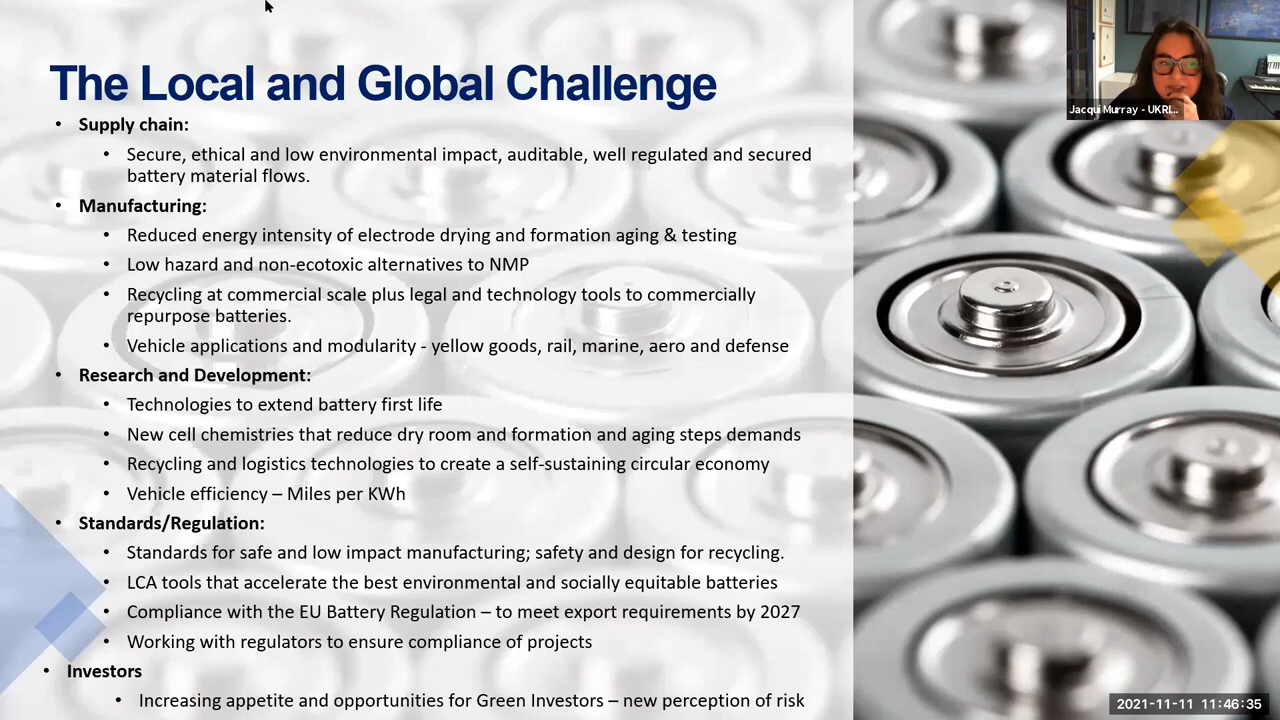 The Local and Global Challenge
• Supply chain:
• Secure, ethical and low environmental impact, auditable, well regulated and secured
battery material flows.
• Manufacturing:
• Reduced energy intensity of electrode drying and formation aging & testing
• Low hazard and non-ecotoxic alternatives to NMP
• Recycling at commercial scale plus legal and technology tools to commercially
repurpose batteries.
• Vehicle applications and modularity - yellow goods, rail, marine, aero and defense
• Research and Development:
• Technologies to extend battery first life
• New cell chemistries that reduce dry room and formation and aging steps demands
• Recycling and logistics technologies to create a self-sustaining circular economy
• Vehicle efficiency – Miles per KWh
• Standards/Regulation:
• Standards for safe and low impact manufacturing; safety and design for recycling.
• LCA tools that accelerate the best environmental and socially equitable batteries
• Compliance with the EU Battery Regulation – to meet export requirements by 2027
• Working with regulators to ensure compliance of projects
• Investors
• Increasing appetite and opportunities for Green Investors – new perception of risk
Jacqui Murray - UKRI...
2021-11-11 11:46:35